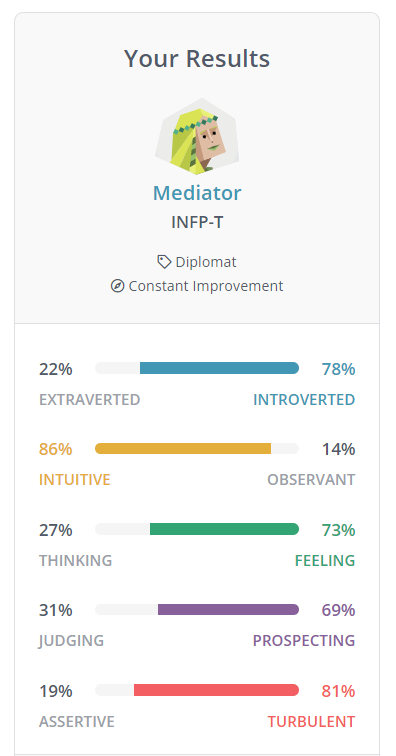 Your Results
Mediator
INFP-T
Diplomat
Constant Improvement
22% 78%
EXTRAVERTED INTROVERTED
86% 14%
INTUITIVE OBSERVANT
27% 73%
THINKING FEELING
31% 69%
JUDGING PROSPECTING
19% 81%
ASSERTIVE TURBULENT